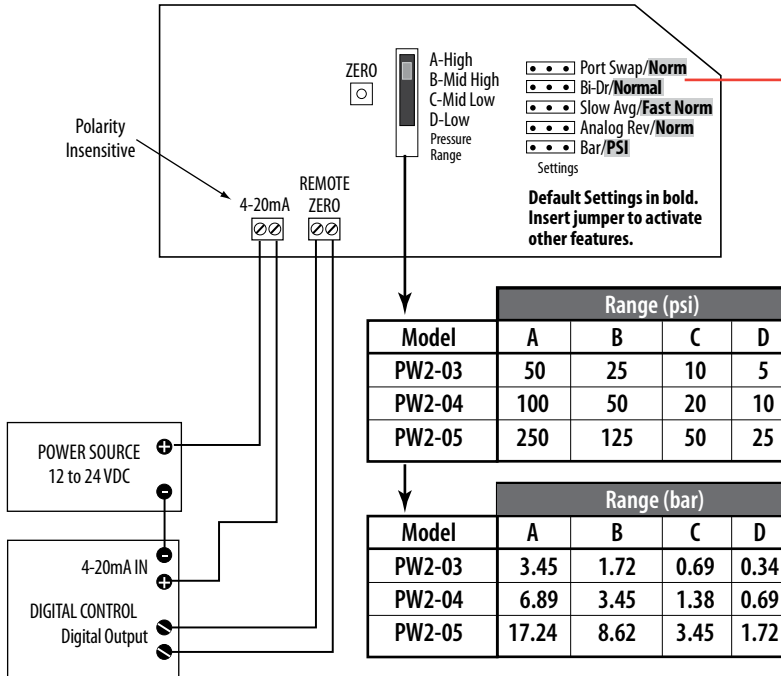 ZERO
A-High
B-Mid High
C-Mid Low
D-Low
Pressure
Range
Port Swap/Norm
Bi-Dr/Normal
Slow Avg/Fast Norm
Analog Rev/Norm
Bar/PSI
Settings
Default Settings in bold.
Insert jumper to activate
other features.
Polarity
Insensitive
4-20mA
REMOTE
ZERO
Range (psi)
Model A B C D
PW2-03 50 25 10 5
PW2-04 100 50 20 10
PW2-05 250 125 50 25
Range (bar)
Model A B C D
PW2-03 3.45 1.72 0.69 0.34
PW2-04 6.89 3.45 1.38 0.69
PW2-05 17.24 8.62 3.45 1.72
POWER SOURCE
12 to 24 VDC
4-20mA IN
DIGITAL CONTROL
Digital Output